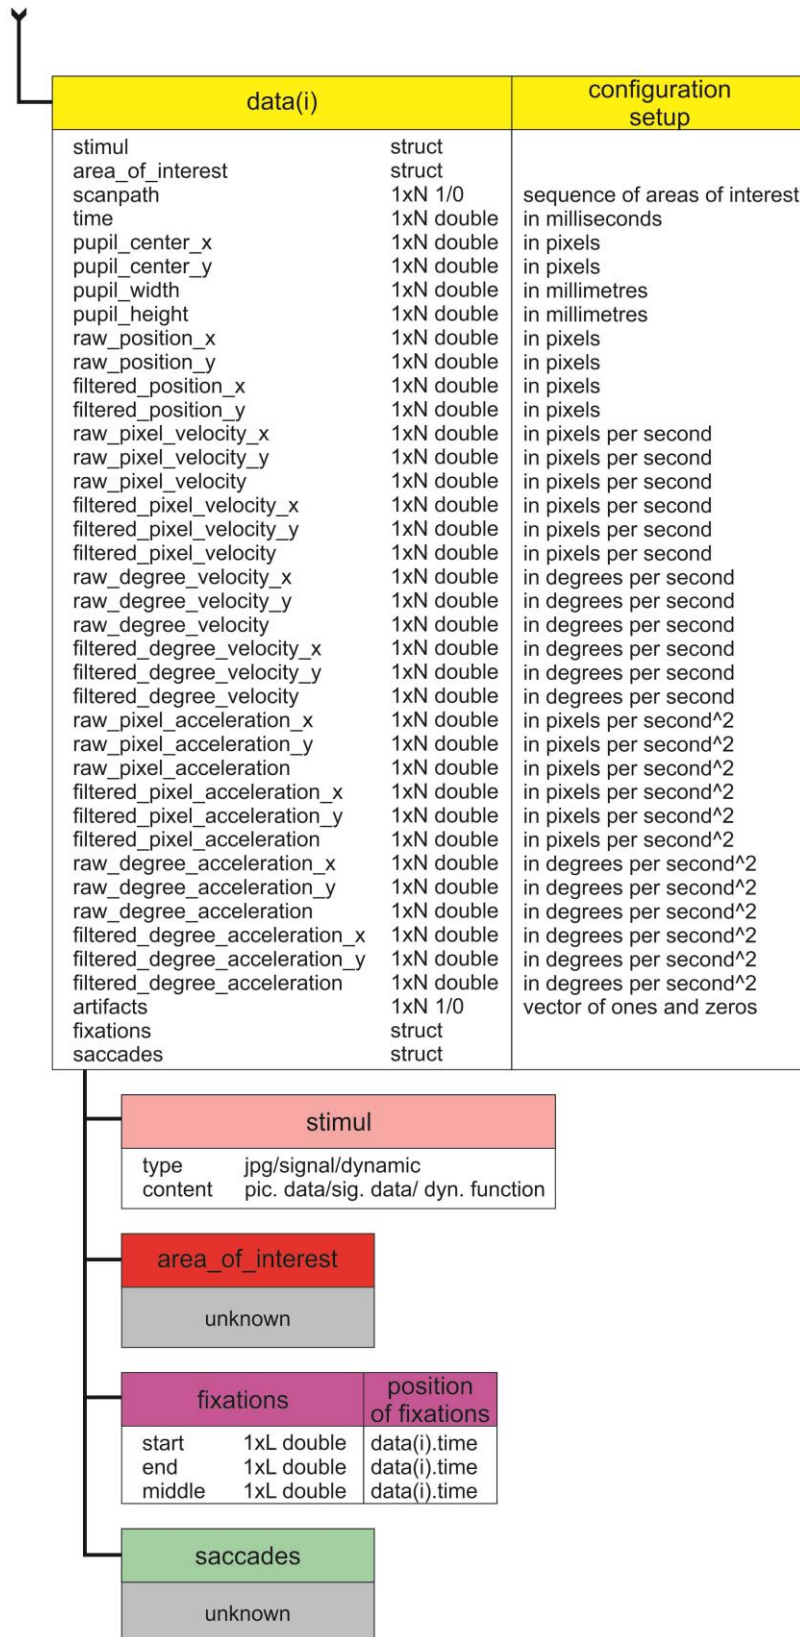 data(i) configuration
setup
stimul struct
area_of_interest struct
scanpath 1xN 1/0 sequence of areas of interest
time 1xN double in milliseconds
pupil_center_x 1xN double in pixels
pupil_center_y 1xN double in pixels
pupil_width 1xN double in millimetres
pupil_height 1xN double in millimetres
raw_position_x 1xN double in pixels
raw_position_y 1xN double in pixels
filtered_position_x 1xN double in pixels
filtered_position_y 1xN double in pixels
raw_pixel_velocity_x 1xN double in pixels per second
raw_pixel_velocity_y 1xN double in pixels per second
raw_pixel_velocity 1xN double in pixels per second
filtered_pixel_velocity_x 1xN double in pixels per second
filtered_pixel_velocity_y 1xN double in pixels per second
filtered_pixel_velocity 1xN double in pixels per second
raw_degree_velocity_x 1xN double in degrees per second
raw_degree_velocity_y 1xN double in degrees per second
raw_degree_velocity 1xN double in degrees per second
filtered_degree_velocity_x 1xN double in degrees per second
filtered_degree_velocity_y 1xN double in degrees per second
filtered_degree_velocity 1xN double in degrees per second
raw_pixel_acceleration_x 1xN double in pixels per second^2
raw_pixel_acceleration_y 1xN double in pixels per second^2
raw_pixel_acceleration 1xN double in pixels per second^2
filtered_pixel_acceleration_x 1xN double in pixels per second^2
filtered_pixel_acceleration_y 1xN double in pixels per second^2
filtered_pixel_acceleration 1xN double in pixels per second^2
raw_degree_acceleration_x 1xN double in degrees per second^2
raw_degree_acceleration_y 1xN double in degrees per second^2
raw_degree_acceleration 1xN double in degrees per second^2
filtered_degree_acceleration_x 1xN double in degrees per second^2
filtered_degree_acceleration_y 1xN double in degrees per second^2
filtered_degree_acceleration 1xN double in degrees per second^2
artifacts 1xN 1/0 vector of ones and zeros
fixations struct
saccades struct
stimul
type jpg/signal/dynamic
content pic. data/sig. data/ dyn. function
area_of_interest
unknown
fixations position
of fixations
start 1xL double data(i).time
end 1xL double data(i).time
middle 1xL double data(i).time
saccades
unknown